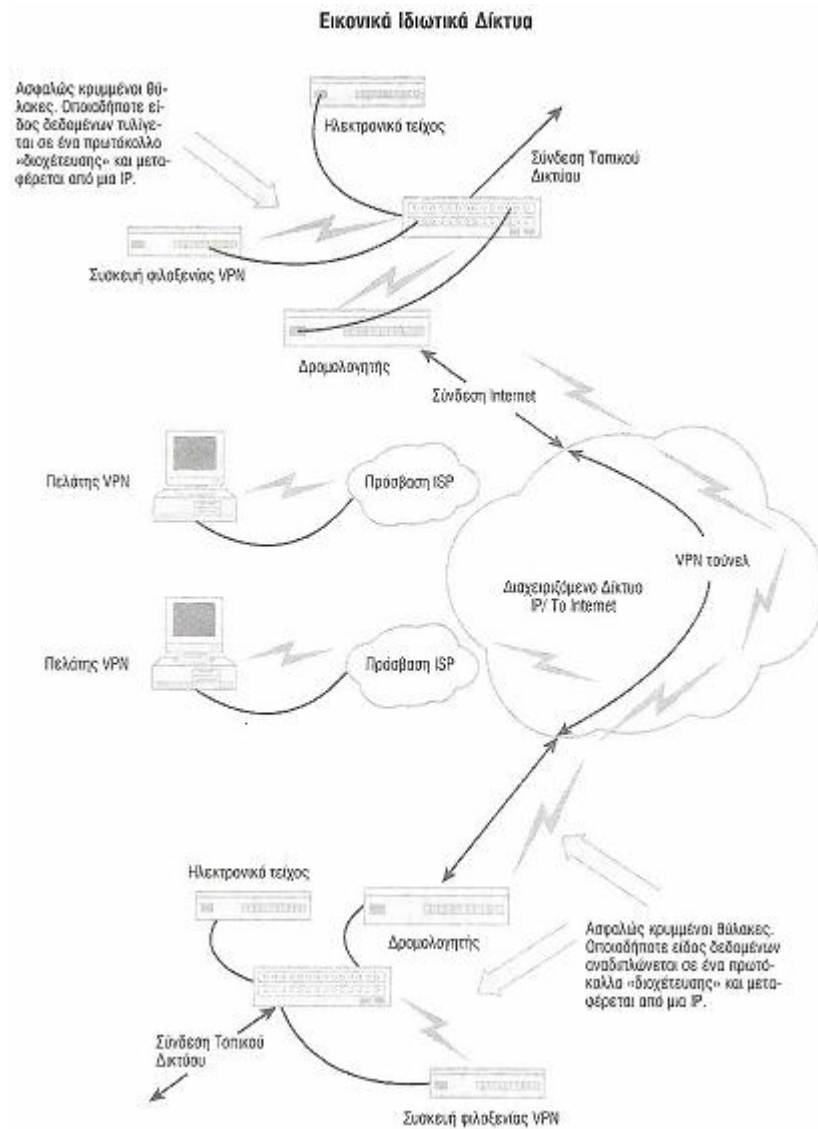 Εικονικά Ιδιωτικά Δίκτυα
Ασφαλώς κρυμμένοι θύ-
λακες. Οποιαδήποτε εί-
δος δεδομένων τυλίγε-
ται σε ένα πρωτόκολλο
«διοχέτευσης» και μετα-
φέρεται από μια IP.
Ηλεκτρονικό τείχος
Σύνδεση Τοπικού
Δικτύου
Συσκευή φιλοξενίας VPN
Δρομολογητής
Σύνδεση Internet
Πελάτης VPN
Πρόσβαση ISP
VPN τούνελ
Διαχειριζόμενο Δίκτυο
IP/ Το Internet
Πελάτης VPN
Πρόσβαση ISP
Ηλεκτρονικό τείχος
Δρομολογητής
Ασφαλώς κρυμμένοι θύλακες.
Οποιαδήποτε είδος δεδομένων
αναδιπλώνεται σε ένα πρωτό-
κολλα «διοχέτευσης» και μετα-
φέρεται από μια IP.
Σύνδεση Τοπικού
Δικτύου
Συσκευή φιλοξενίας VPN